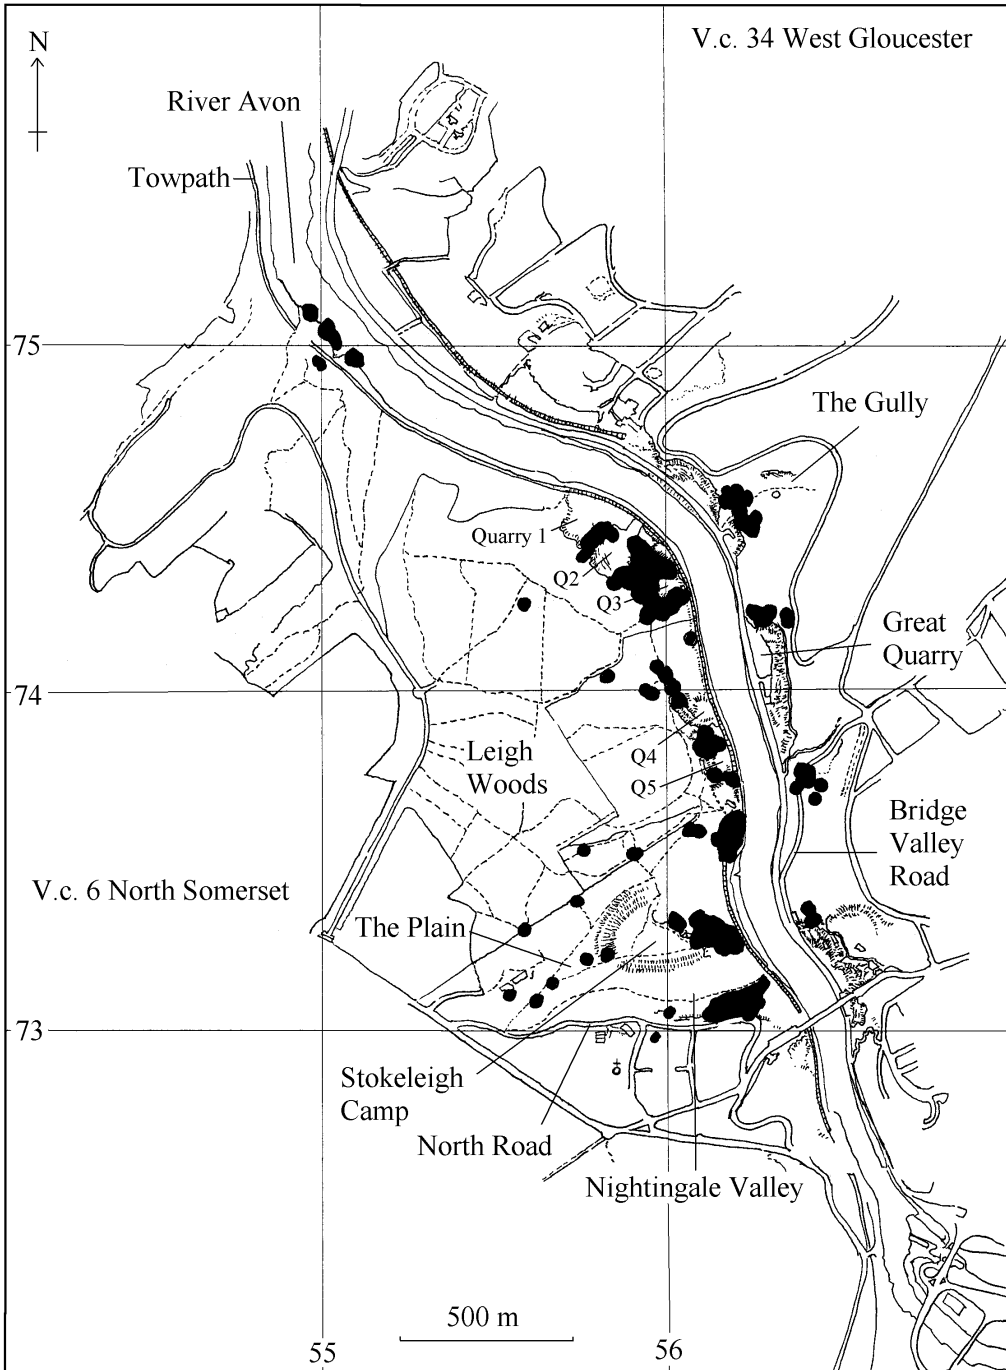 V.c. 34 West Gloucester
N
River Avon
Towpath
75
The Gully
Quarry 1
Q2
Q3
Great
Quarry
74
Leigh
Woods
Q4
Q5
Bridge
Valley
Road
V.c. 6 North Somerset
The Plain
73
Stokeleigh
Camp
North Road
Nightingale Valley
500 m
55
56